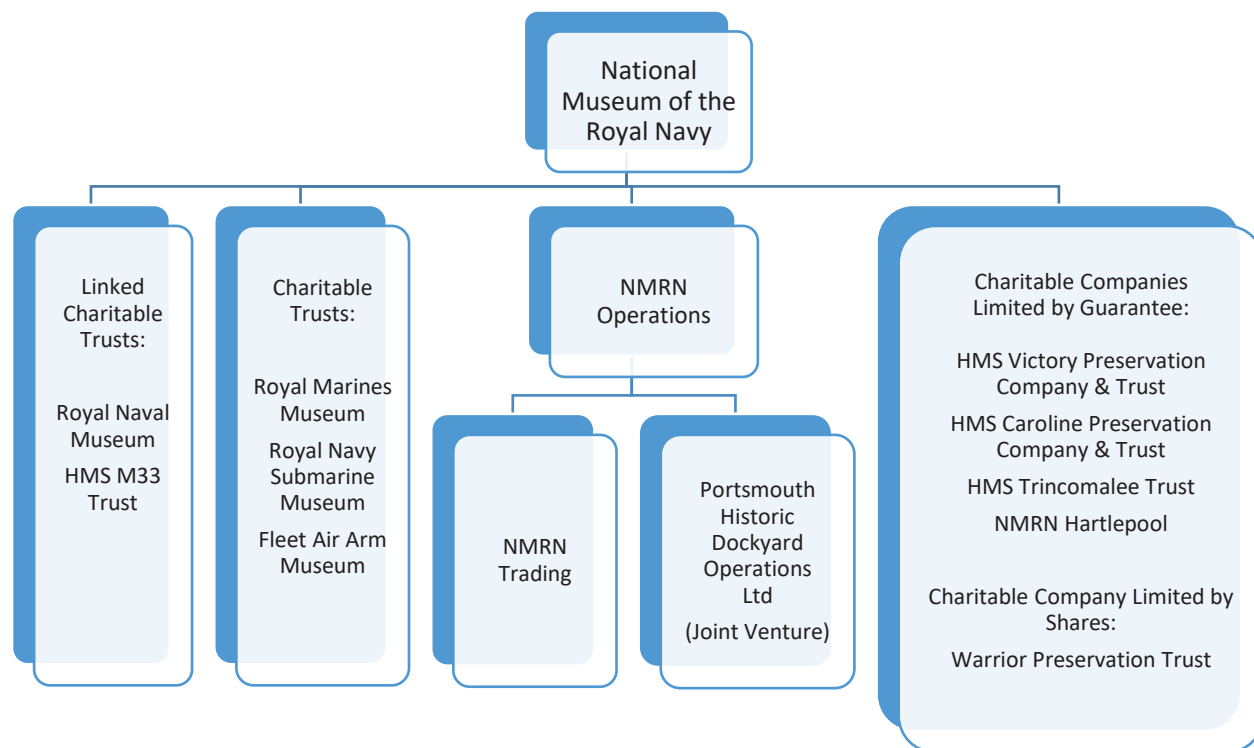 National
Museum of the
Royal Navy
Linked
Charitable
Trusts:
Royal Naval
Museum
HMS M33
Trust
Charitable
Trusts:
Royal Marines
Museum
Royal Navy
Submarine
Museum
Fleet Air Arm
Museum
NMRN
Operations
NMRN
Trading
Portsmouth
Historic
Dockyard
Operations
Ltd
(Joint Venture)
Charitable Companies
Limited by Guarantee:
HMS Victory Preservation
Company & Trust
HMS Caroline Preservation
Company & Trust
HMS Trincomalee Trust
NMRN Hartlepool
Charitable Company Limited by
Shares:
Warrior Preservation Trust